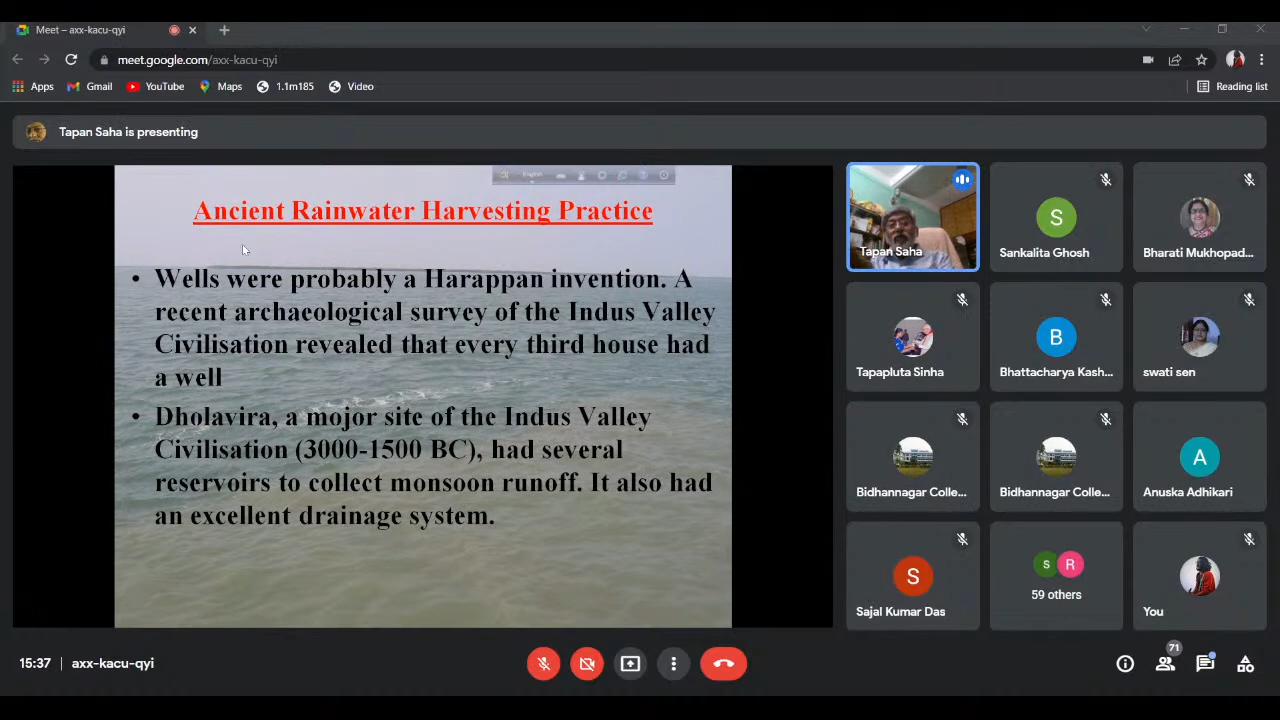 Meet – axx-kacu-qyi
meet.google.com/axx-kacu-qyi
Apps Gmail YouTube Maps 1.1m185 Video Reading list
Tapan Saha is presenting
English
Ancient Rainwater Harvesting Practice
• Wells were probably a Harappan invention. A
recent archaeological survey of the Indus Valley
Civilisation revealed that every third house had
a well
• Dholavira, a mojor site of the Indus Valley
Civilisation (3000-1500 BC), had several
reservoirs to collect monsoon runoff. It also had
an excellent drainage system.
Tapan Saha
S
Sankalita Ghosh
Bharati Mukhopad...
Tapapluta Sinha
B
Bhattacharya Kash...
swati sen
Bidhannagar Colle...
Bidhannagar Colle...
A
Anuska Adhikari
S
Sajal Kumar Das
S R
59 others
You
15:37 | axx-kacu-qyi
71